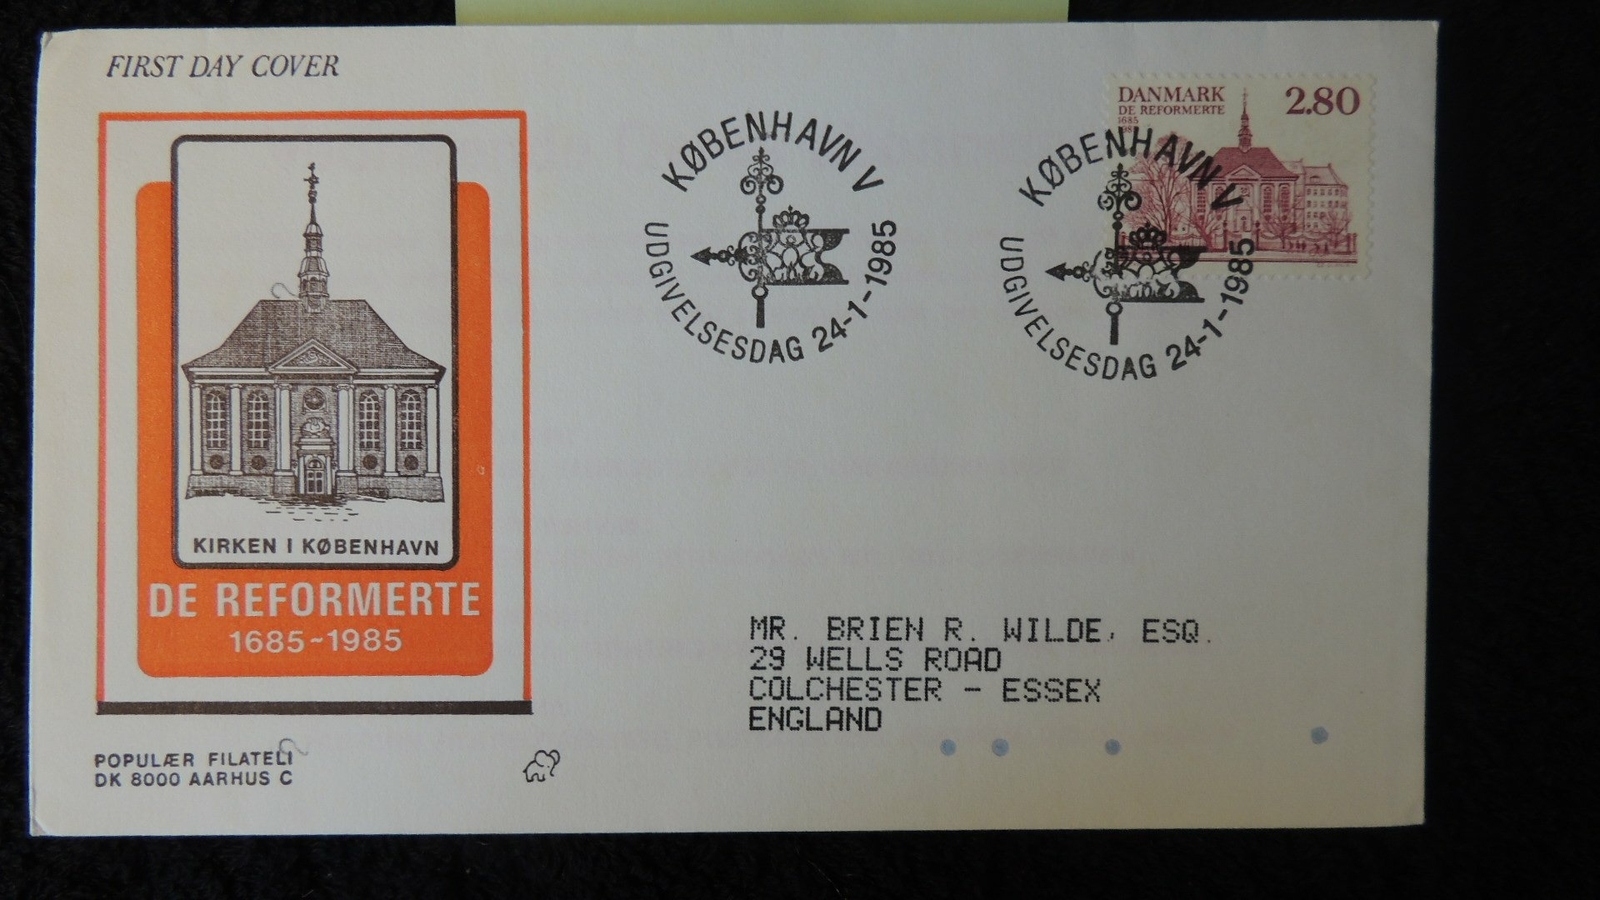 FIRST DAY COVER
KIRKEN I KØBENHAVN
DE REFORMERTE
1685~1985
POPULÆR FILATELI
DK 8000 AARHUS C
KØBENHAVN V
UDGIVELSESDAG 24-1-1985
DANMARK 2.80
DE REFORMERTE
1685
1985
KØBENHAVN V
UDGIVELSESDAG 24-1-1985
MR. BRIEN R. WILDE, ESQ.
29 WELLS ROAD
COLCHESTER - ESSEX
ENGLAND